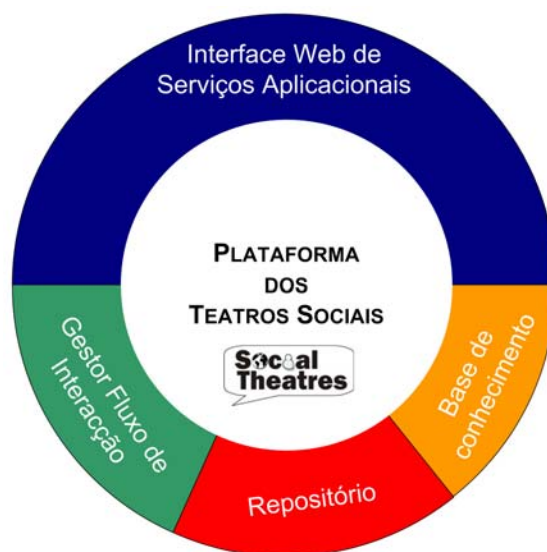 Interface Web de
Serviços Aplicacionais
PLATAFORMA
DOS
TEATROS SOCIAIS
Social
Theatres
Gestor Fluxo de
Interacção
Repositório
Base de
conhecimento